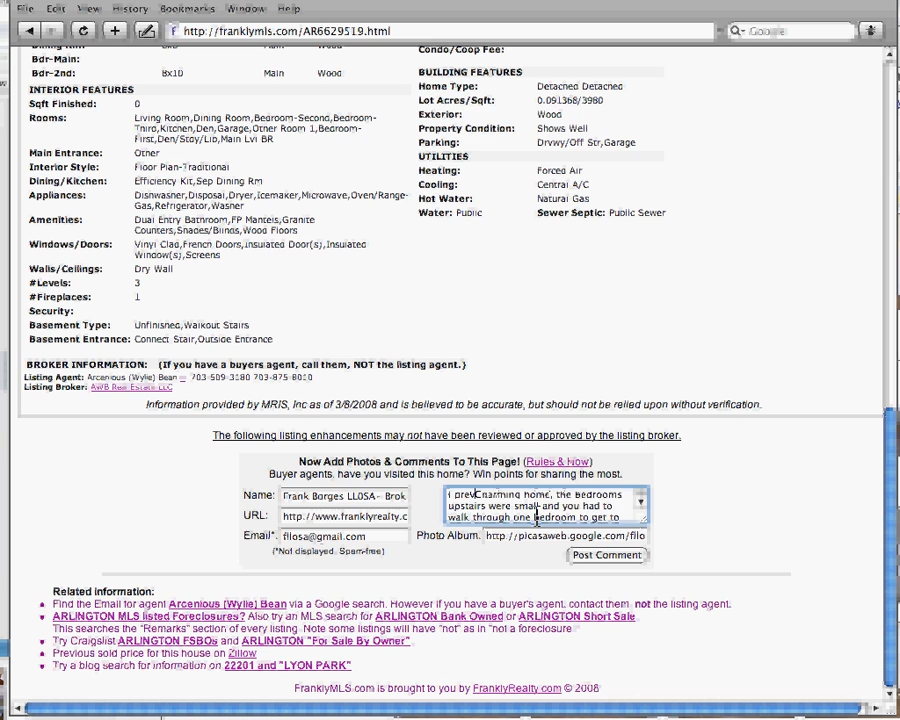 File Edit View History Bookmarks Window Help
http://franklymls.com/AR6629519.html
Google
Bdr-Main:
Bdr-2nd: 8x10 Main Wood
INTERIOR FEATURES
Sqft Finished: 0
Rooms: Living Room,Dining Room,Bedroom-Second,Bedroom-
Third,Kitchen,Den,Garage,Other Room 1,Bedroom-
First,Den/Stdy/Lib,Main Lvl BR
Main Entrance: Other
Interior Style: Floor Plan-Traditional
Dining/Kitchen: Efficiency Kit,Sep Dining Rm
Appliances: Dishwasher,Disposal,Dryer,Icemaker,Microwave,Oven/Range-
Gas,Refrigerator,Washer
Amenities: Dual Entry Bathroom,FP Mantels,Granite
Counters,Shades/Blinds,Wood Floors
Windows/Doors: Vinyl Clad,French Doors,Insulated Door(s),Insulated
Window(s),Screens
Walls/Ceilings: Dry Wall
#Levels: 3
#Fireplaces: 1
Security:
Basement Type: Unfinished,Walkout Stairs
Basement Entrance: Connect Stair,Outside Entrance
Condo/Coop Fee:
BUILDING FEATURES
Home Type: Detached Detached
Lot Acres/Sqft: 0.091368/3980
Exterior: Wood
Property Condition: Shows Well
Parking: Drvwy/Off Str,Garage
UTILITIES
Heating: Forced Air
Cooling: Central A/C
Hot Water: Natural Gas
Water: Public Sewer Septic: Public Sewer
BROKER INFORMATION: (If you have a buyers agent, call them, NOT the listing agent.)
Listing Agent: Arcenious (Wylie) Bean - 703-509-3180 703-875-8010
Listing Broker: AWB Real Estate LLC
Information provided by MRIS, Inc as of 3/8/2008 and is believed to be accurate, but should not be relied upon without verification.
The following listing enhancements may not have been reviewed or approved by the listing broker.
Now Add Photos & Comments To This Page! (Rules & How)
Buyer agents, have you visited this home? Win points for sharing the most.
Name: Frank Borges LL0SA- Brok
URL: http://www.franklyrealty.c
Email*: fllosa@gmail.com
(*Not displayed. Spam-free)
I prevCharming home, the bedrooms
upstairs were small and you had to
walk through one bedroom to get to
Photo Album: http://picasaweb.google.com/fllo
Post Comment
Related information:
Find the Email for agent Arcenious (Wylie) Bean via a Google search. However if you have a buyer's agent, contact them, not the listing agent.
ARLINGTON MLS listed Foreclosures? Also try an MLS search for ARLINGTON Bank Owned or ARLINGTON Short Sale
This searches the "Remarks" section of every listing. Note some listings will have "not" as in "not a foreclosure"
Try Craigslist ARLINGTON FSBOs and ARLINGTON "For Sale By Owner"
Previous sold price for this house on Zillow
Try a blog search for information on 22201 and "LYON PARK"
FranklyMLS.com is brought to you by FranklyRealty.com © 2008